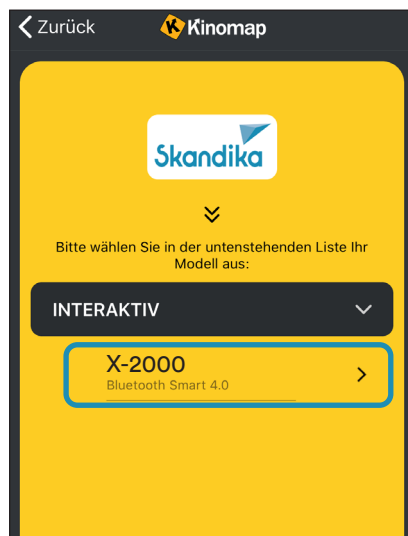 Zurück
Kinomap
Skandika
Bitte wählen Sie in der untenstehenden Liste Ihr
Modell aus:
INTERAKTIV
X-2000
Bluetooth Smart 4.0